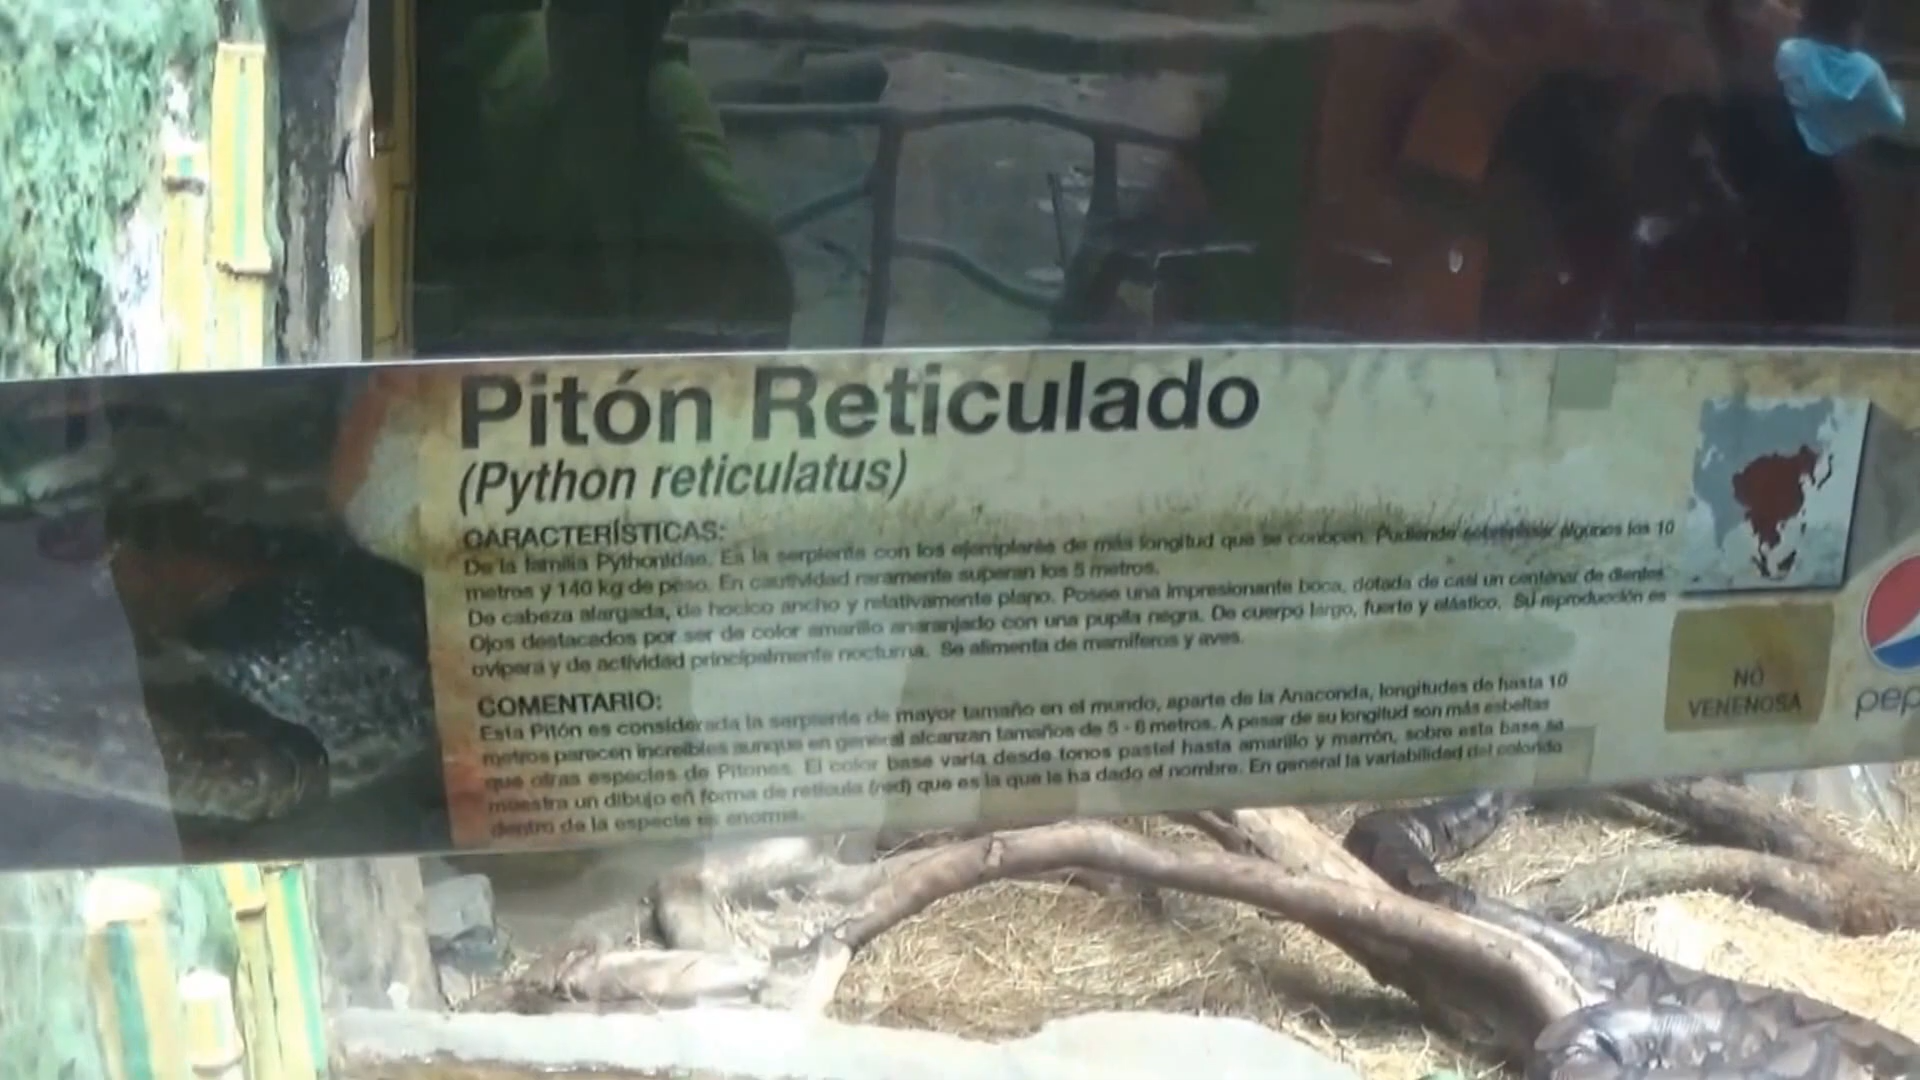 Pitón Reticulado
(Python reticulatus)
CARACTERÍSTICAS:
De la familia Pythonidae. Es la serpiente con los ejemplares de más longitud que se conocen. Pudiendo sobrepasar algunos los 10
metros y 140 kg de peso. En cautividad raramente superan los 5 metros.
De cabeza alargada, de hocico ancho y relativamente plano. Posee una impresionante boca, dotada de casi un centenar de dientes.
Ojos destacados por ser de color amarillo anaranjado con una pupila negra. De cuerpo largo, fuerte y elástico. Su reproducción es
ovípara y de actividad principalmente nocturna. Se alimenta de mamíferos y aves.
COMENTARIO:
Esta Pitón es considerada la serpiente de mayor tamaño en el mundo, aparte de la Anaconda, longitudes de hasta 10
metros parecen increíbles aunque en general alcanzan tamaños de 5 - 6 metros. A pesar de su longitud son más esbeltas
que otras especies de Pitones. El color base varía desde tonos pastel hasta amarillo y marrón, sobre esta base se
muestra un dibujo en forma de retícula (red) que es la que le ha dado el nombre. En general la variabilidad del colorido
dentro de la especie es enorme.
NO
VENENOSA
pep